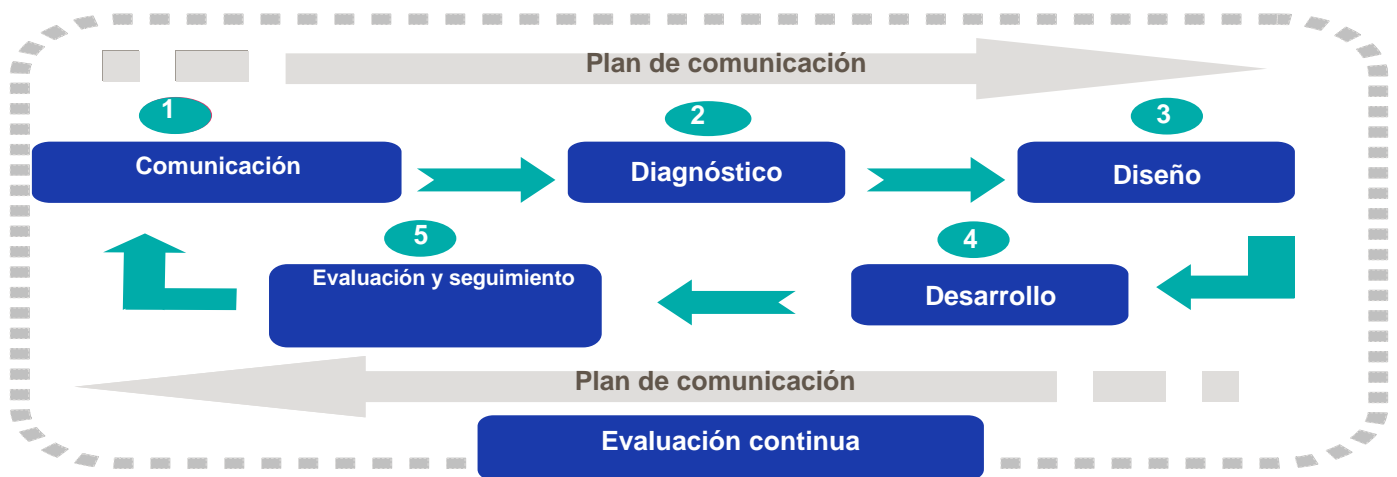 Plan de comunicación
1
2
3
Comunicación
Diagnóstico
Diseño
5
4
Evaluación y seguimiento
Desarrollo
Plan de comunicación
Evaluación continua